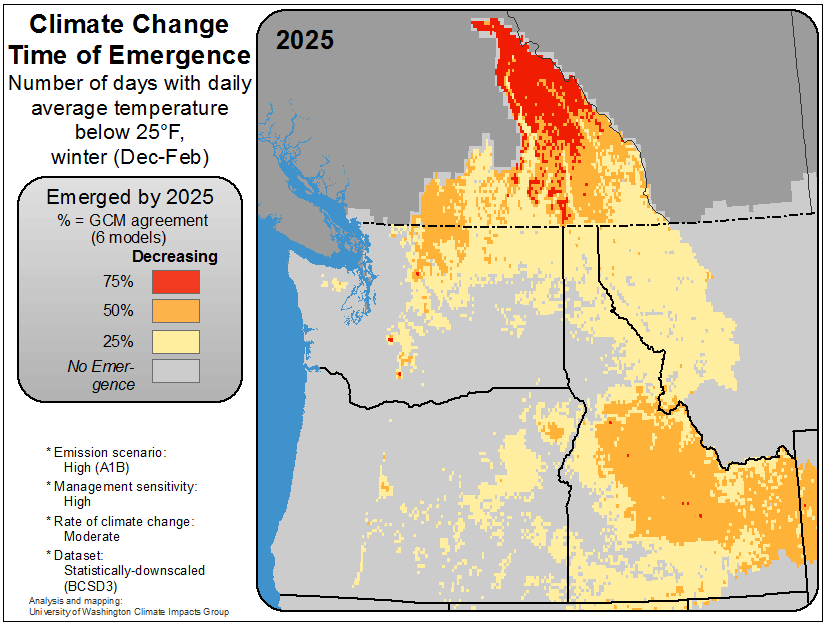 Climate Change
Time of Emergence
Number of days with daily
average temperature
below 25°F,
winter (Dec-Feb)
Emerged by 2025
% = GCM agreement
(6 models)
Decreasing
75%
50%
25%
No Emer-
gence
* Emission scenario:
High (A1B)
* Management sensitivity:
High
* Rate of climate change:
Moderate
* Dataset:
Statistically-downscaled
(BCSD3)
Analysis and mapping:
University of Washington Climate Impacts Group
2025